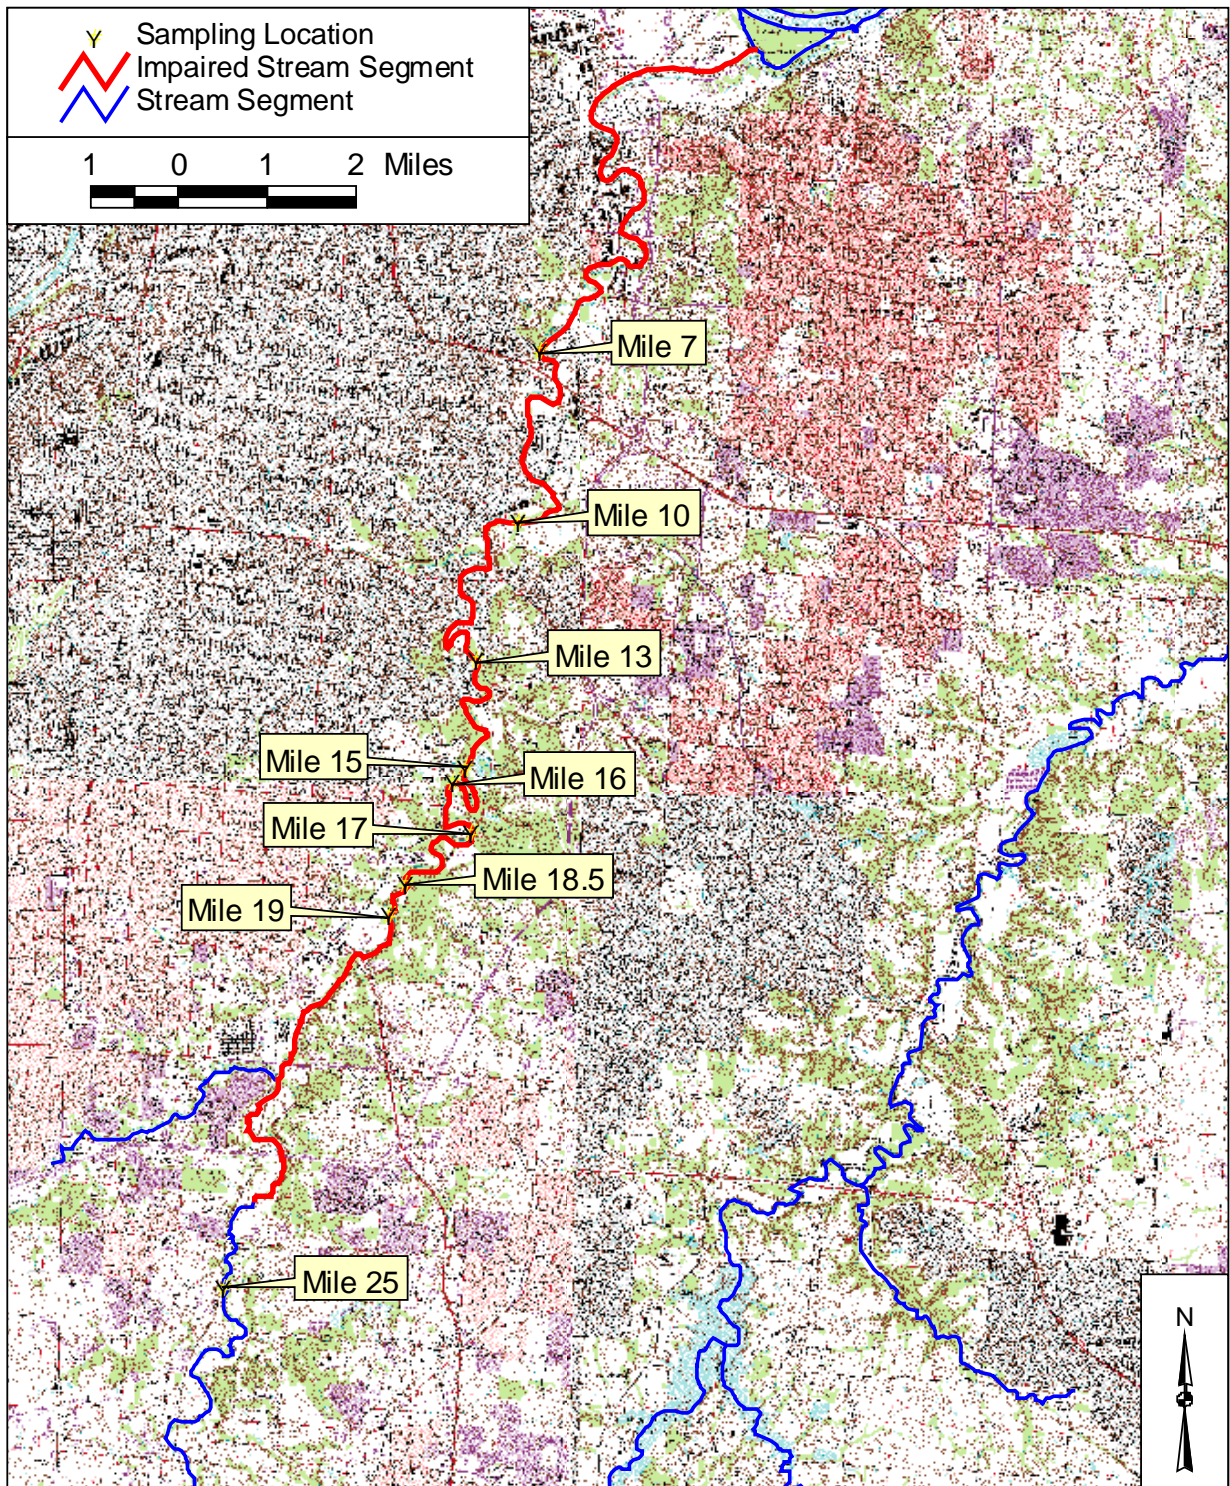 Sampling Location
Impaired Stream Segment
Stream Segment
1 0 1 2 Miles
Mile 7
Mile 10
Mile 13
Mile 15
Mile 16
Mile 17
Mile 18.5
Mile 19
Mile 25
N